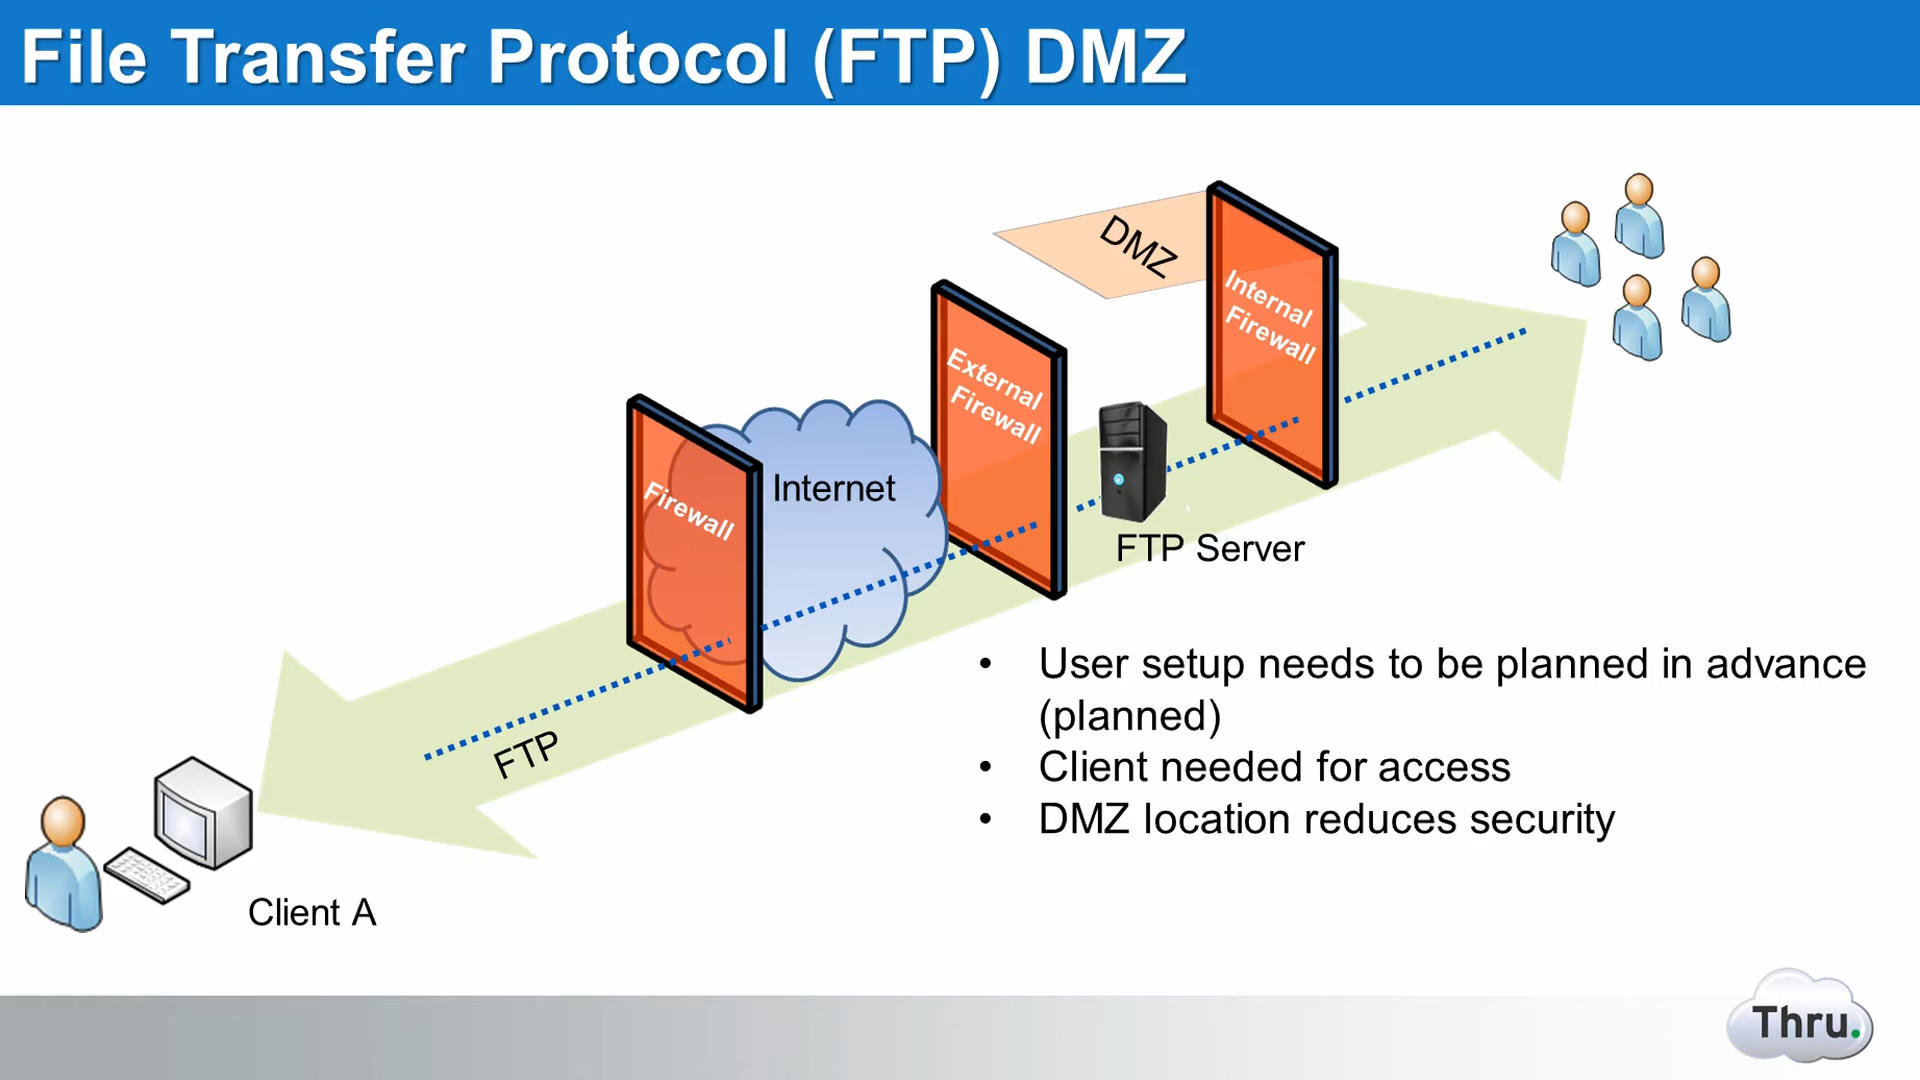 File Transfer Protocol (FTP) DMZ
DMZ
Internal
Firewall
External
Firewall
Internet
Firewall
FTP Server
FTP
• User setup needs to be planned in advance
(planned)
• Client needed for access
• DMZ location reduces security
Client A
Thru.